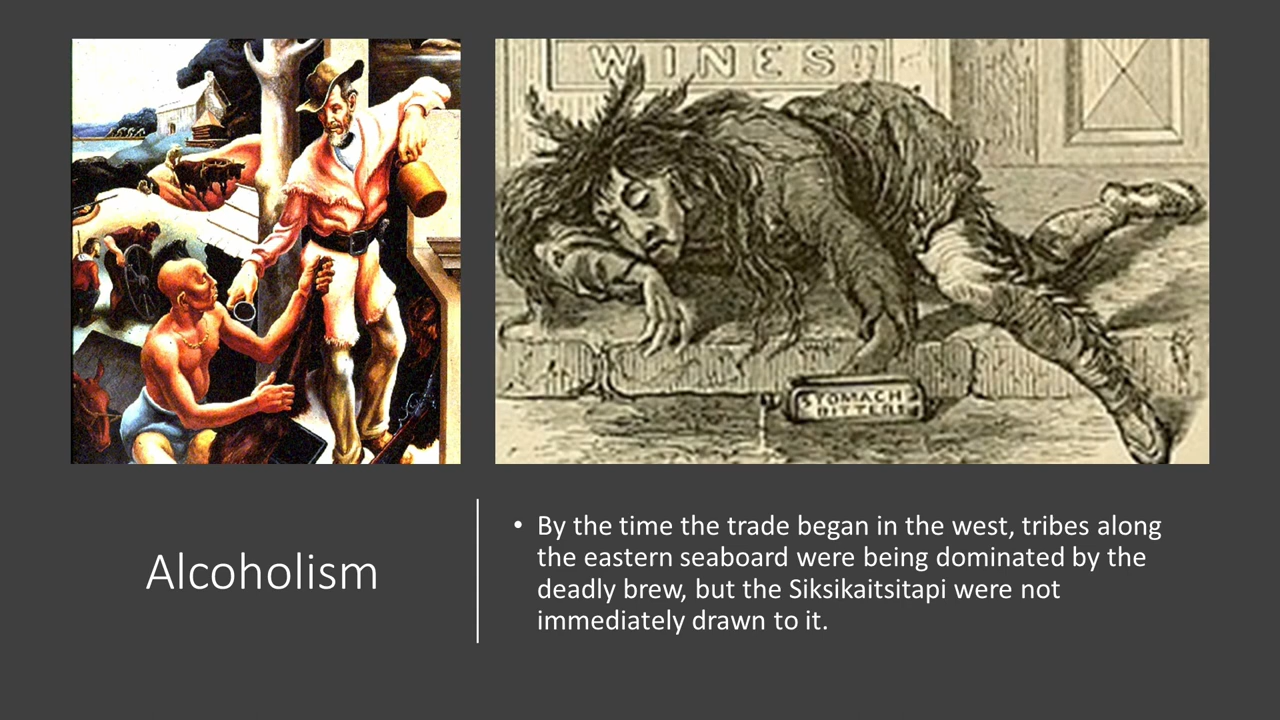 WINES!!
STOMACH
BITTERS
Alcoholism
• By the time the trade began in the west, tribes along
the eastern seaboard were being dominated by the
deadly brew, but the Siksikaitsitapi were not
immediately drawn to it.